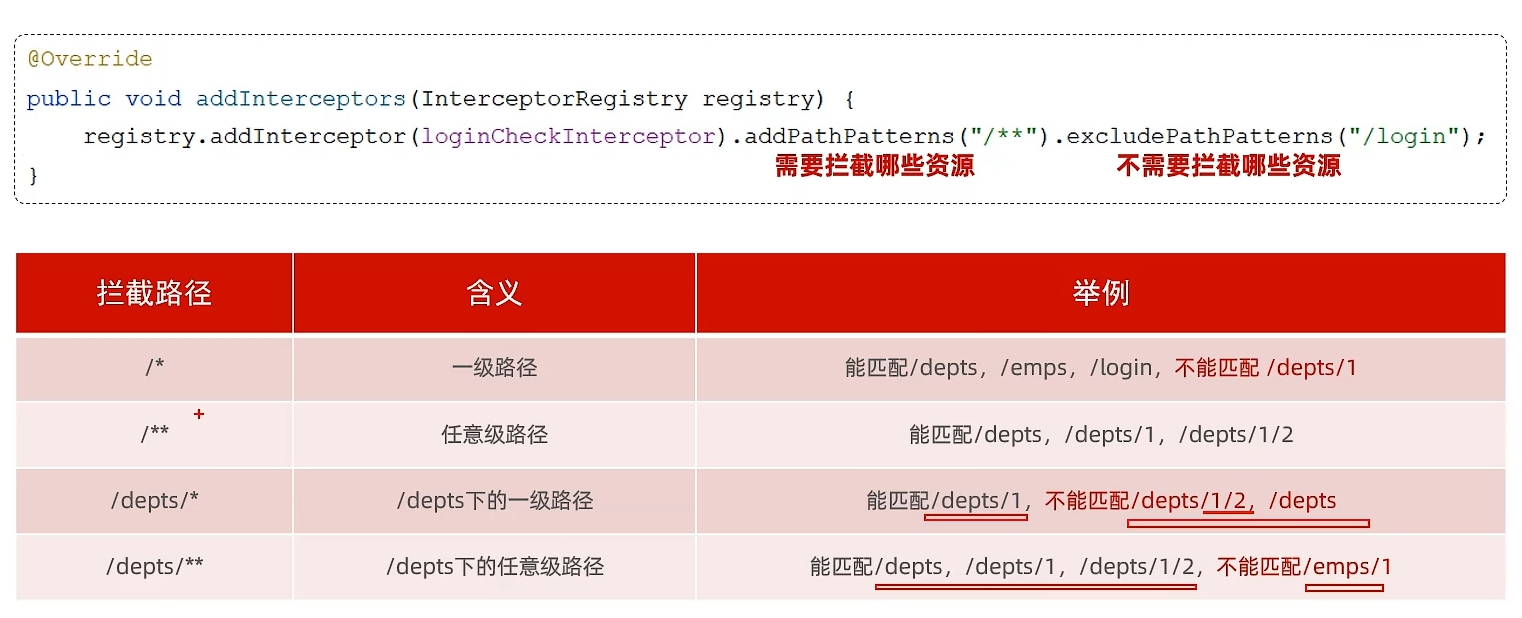 @Override
public void addInterceptors(InterceptorRegistry registry) {
registry.addInterceptor(loginCheckInterceptor).addPathPatterns("/**").excludePathPatterns("/login");
需要拦截哪些资源 不需要拦截哪些资源
}
拦截路径 含义 举例
/* 一级路径 能匹配/depts，/emps，/login，不能匹配 /depts/1
/** 任意级路径 能匹配/depts，/depts/1，/depts/1/2
/depts/* /depts下的一级路径 能匹配/depts/1，不能匹配/depts/1/2，/depts
/depts/** /depts下的任意级路径 能匹配/depts，/depts/1，/depts/1/2，不能匹配/emps/1